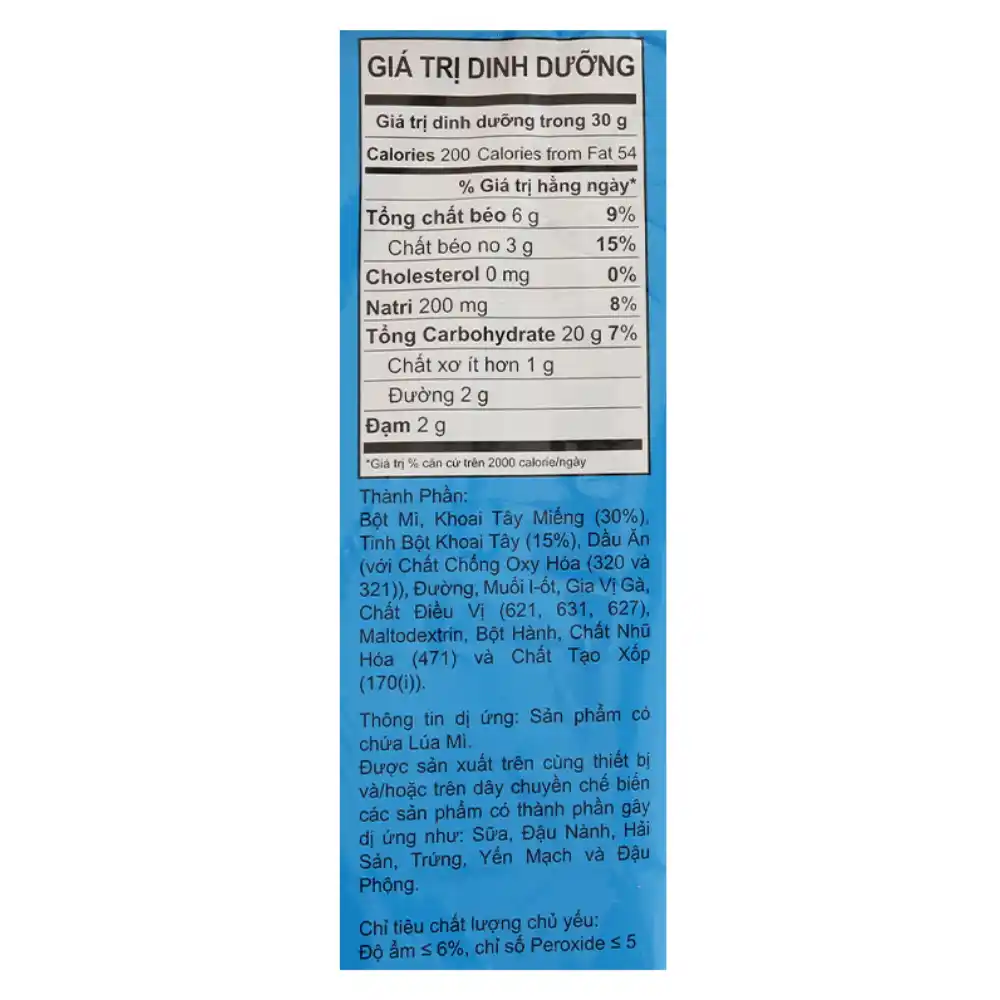 GIÁ TRỊ DINH DƯỠNG
Giá trị dinh dưỡng trong 30 g
Calories 200 Calories from Fat 54
% Giá trị hằng ngày*
Tổng chất béo 6 g 9%
Chất béo no 3 g 15%
Cholesterol 0 mg 0%
Natri 200 mg 8%
Tổng Carbohydrate 20 g 7%
Chất xơ ít hơn 1 g
Đường 2 g
Đạm 2 g
*Giá trị % căn cứ trên 2000 calorie/ngày
Thành Phần:
Bột Mì, Khoai Tây Miếng (30%),
Tinh Bột Khoai Tây (15%), Dầu Ăn
(với Chất Chống Oxy Hóa (320 và
321)), Đường, Muối I-ốt, Gia Vị Gà,
Chất Điều Vị (621, 631, 627),
Maltodextrin, Bột Hành, Chất Nhũ
Hóa (471) và Chất Tạo Xốp
(170(i)).
Thông tin dị ứng: Sản phẩm có
chứa Lúa Mì.
Được sản xuất trên cùng thiết bị
và/hoặc trên dây chuyền chế biến
các sản phẩm có thành phần gây
dị ứng như: Sữa, Đậu Nành, Hải
Sản, Trứng, Yến Mạch và Đậu
Phộng.
Chỉ tiêu chất lượng chủ yếu:
Độ ẩm ≤ 6%, chỉ số Peroxide ≤ 5